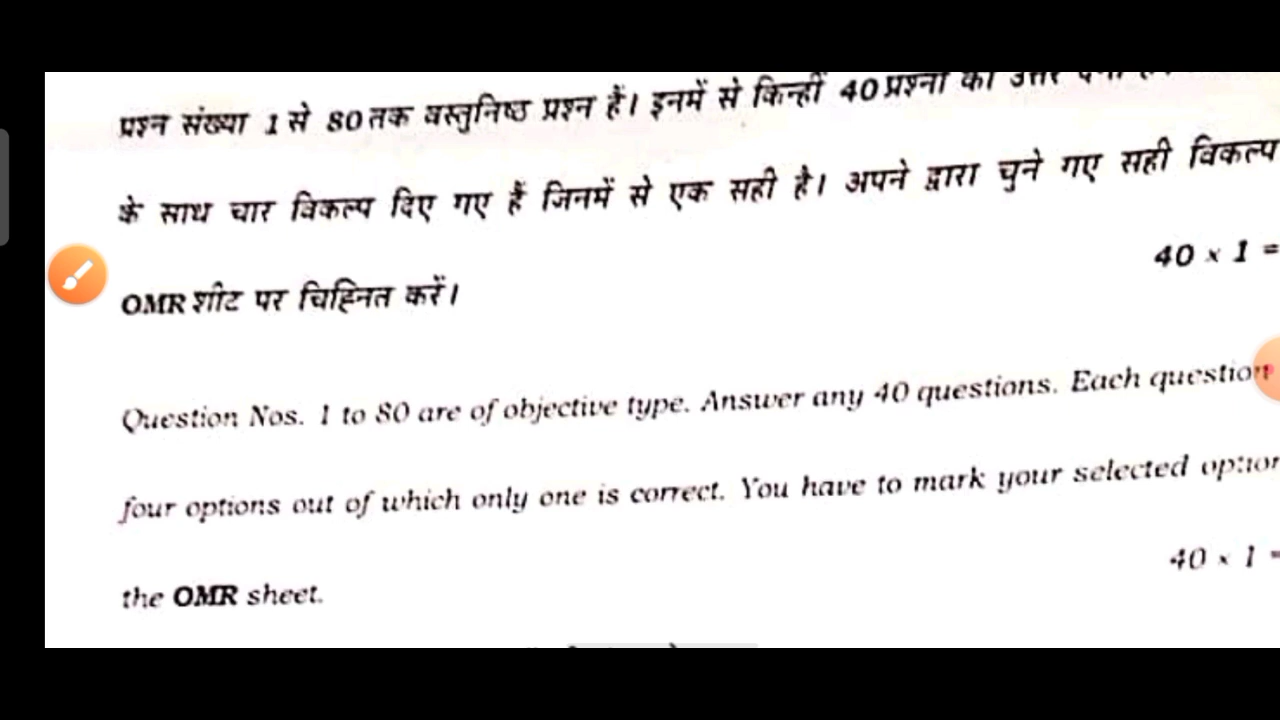 प्रश्न संख्या 1 से 80 तक वस्तुनिष्ठ प्रश्न हैं। इनमें से किन्हीं 40 प्रश्नों का उत्तर
के साथ चार विकल्प दिए गए हैं जिनमें से एक सही है। अपने द्वारा चुने गए सही विकल्प
40 × 1 =
OMR शीट पर चिह्नित करें।
Question Nos. 1 to 80 are of objective type. Answer any 40 questions. Each question
four options out of which only one is correct. You have to mark your selected option
40 × 1 =
the OMR sheet.